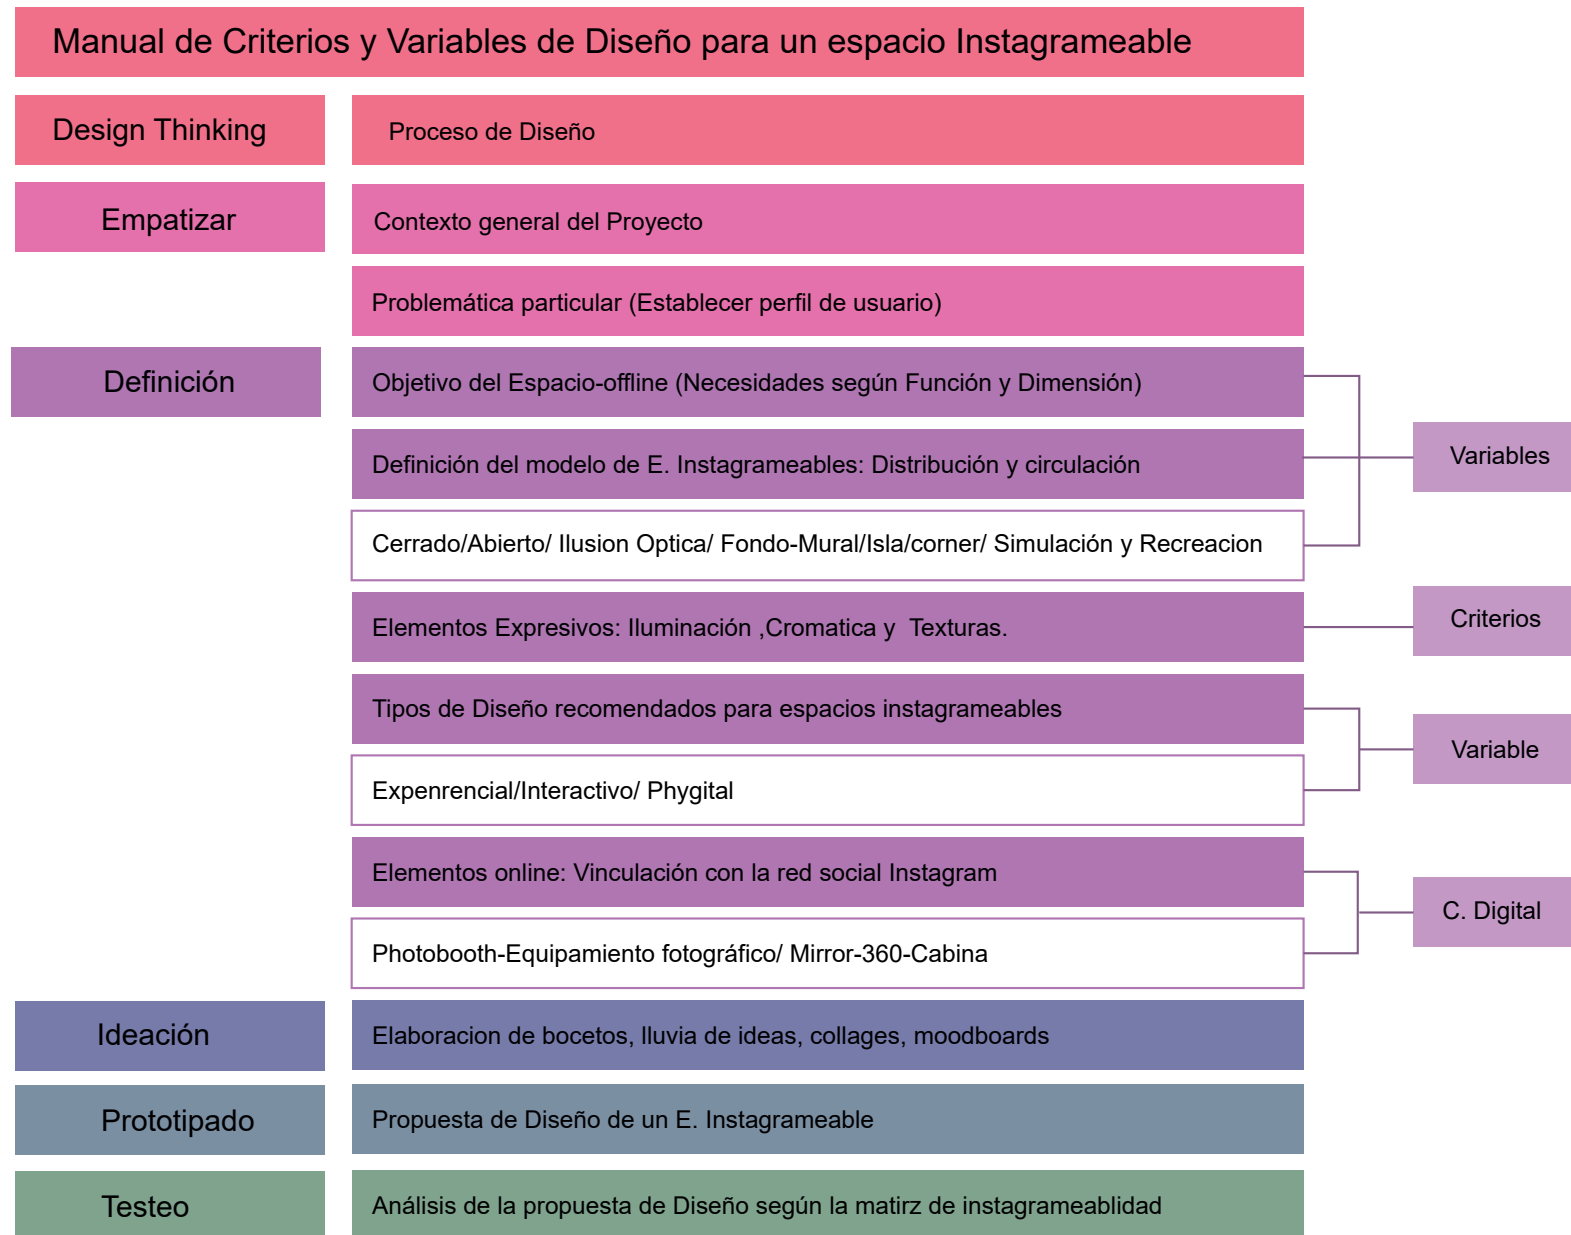 Manual de Criterios y Variables de Diseño para un espacio Instagrameable
Design Thinking
Proceso de Diseño
Empatizar
Contexto general del Proyecto
Problemática particular (Establecer perfil de usuario)
Definición
Objetivo del Espacio-offline (Necesidades según Función y Dimensión)
Definición del modelo de E. Instagrameables: Distribución y circulación
Variables
Cerrado/Abierto/ Ilusion Optica/ Fondo-Mural/Isla/corner/ Simulación y Recreacion
Elementos Expresivos: Iluminación ,Cromatica y  Texturas.
Criterios
Tipos de Diseño recomendados para espacios instagrameables
Variable
Expenrencial/Interactivo/ Phygital
Elementos online: Vinculación con la red social Instagram
C. Digital
Photobooth-Equipamiento fotográfico/ Mirror-360-Cabina
Ideación
Elaboracion de bocetos, lluvia de ideas, collages, moodboards
Prototipado
Propuesta de Diseño de un E. Instagrameable
Testeo
Análisis de la propuesta de Diseño según la matirz de instagrameablidad